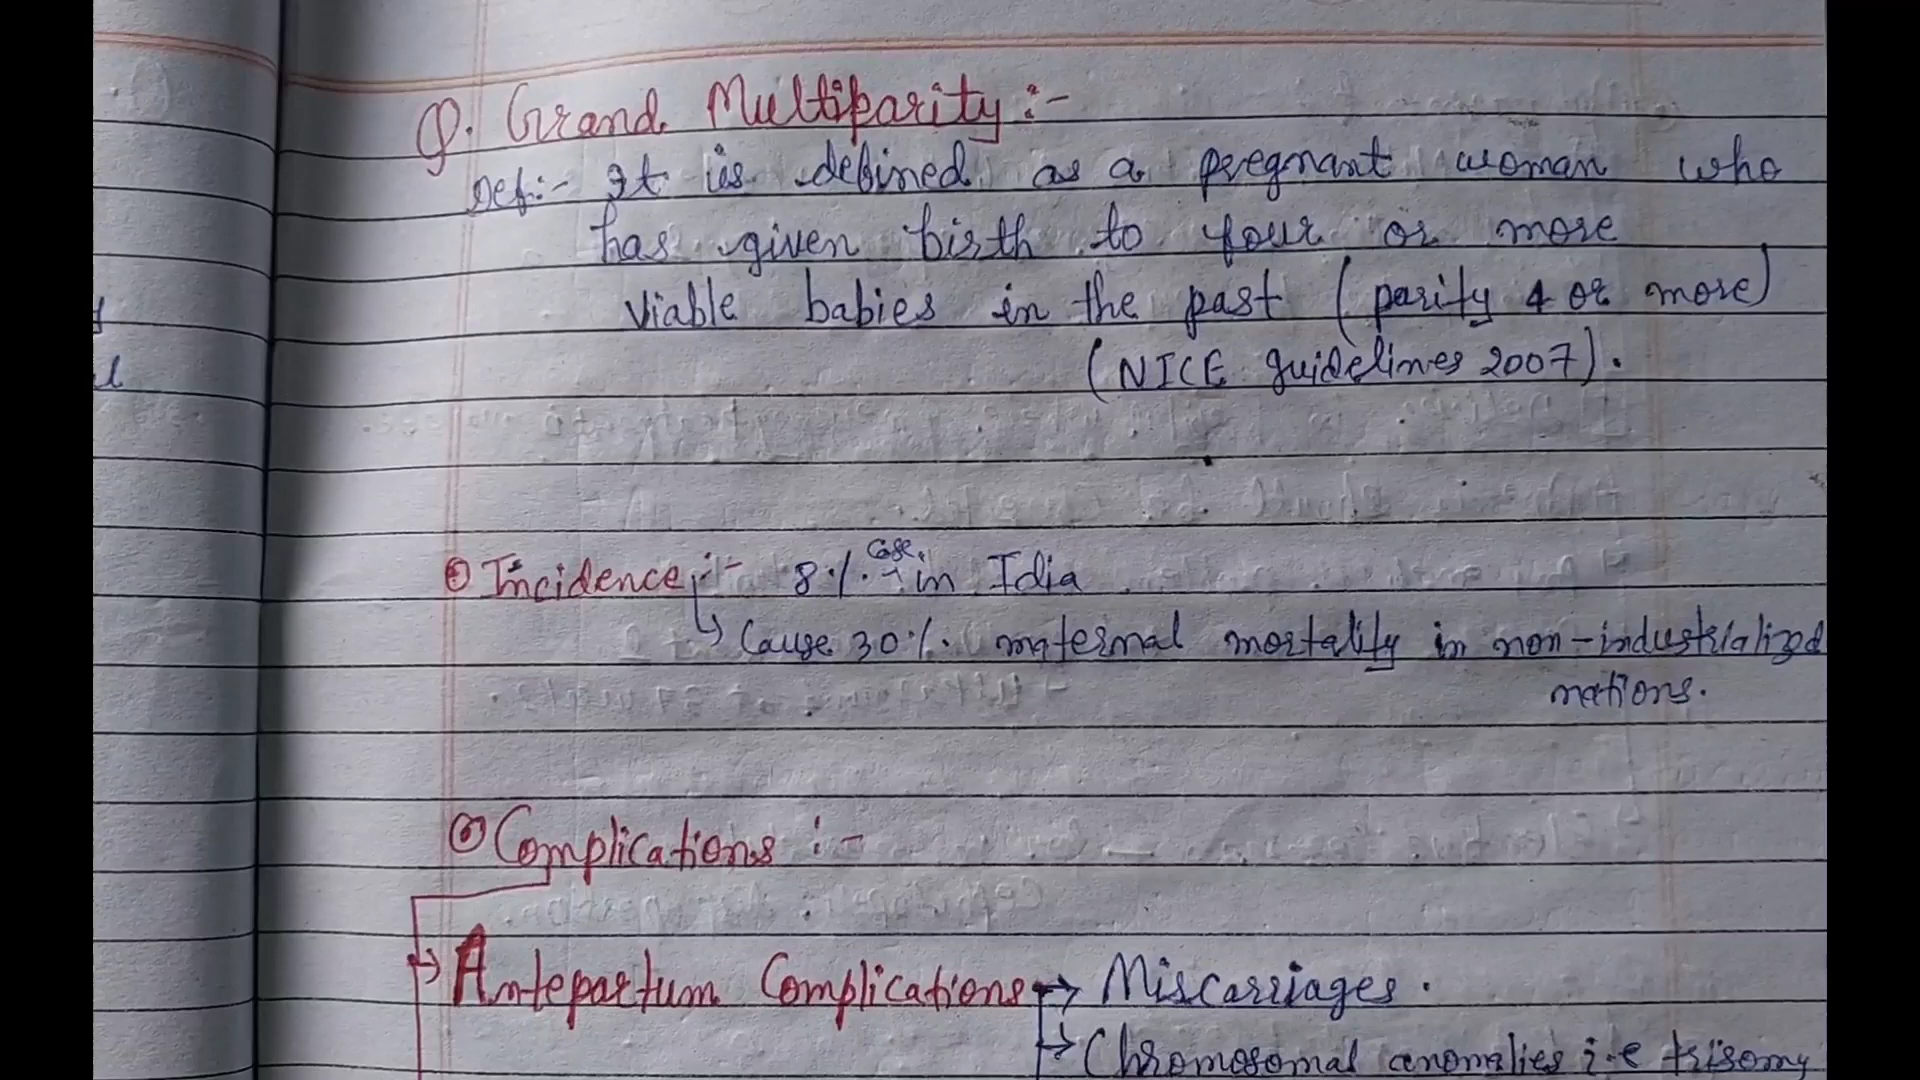 Q. Grand Multiparity :-
Def:- It is defined as a pregnant woman who
has given birth to four or more
viable babies in the past (parity 4 or more)
(NICE guidelines 2007).
Incidence :- 8% case in Idia
↳ Cause 30% maternal mortality in non-industrialized
nations.
Complications :-
→ Antepartum Complications → Miscarriages.
→ Chromosomal anomalies i.e trisomy